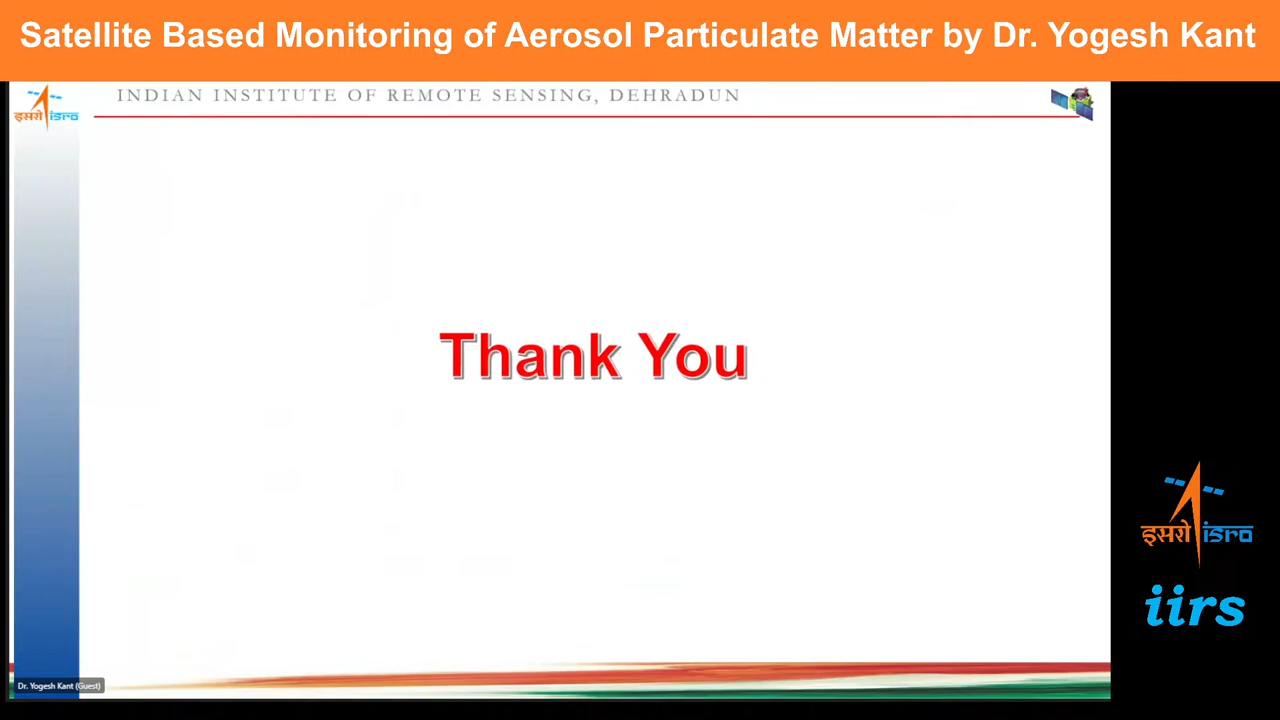 Satellite Based Monitoring of Aerosol Particulate Matter by Dr. Yogesh Kant
इसरो isro
INDIAN INSTITUTE OF REMOTE SENSING, DEHRADUN
Thank You
इसरो isro
iirs
Dr. Yogesh Kant (Guest)